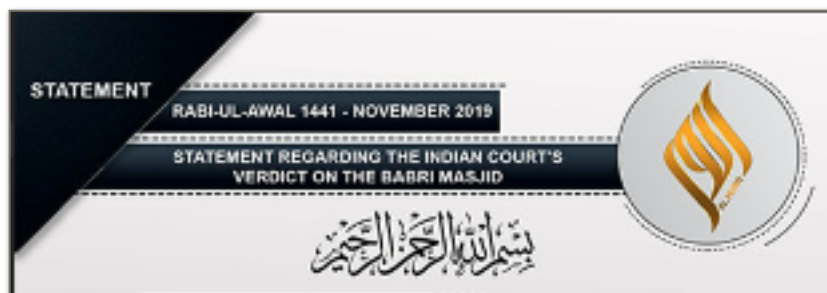 STATEMENT
RABI-UL-AWAL 1441 - NOVEMBER 2019
STATEMENT REGARDING THE INDIAN COURT'S
VERDICT ON THE BABRI MASJID
بسم الله الرحمن الرحيم